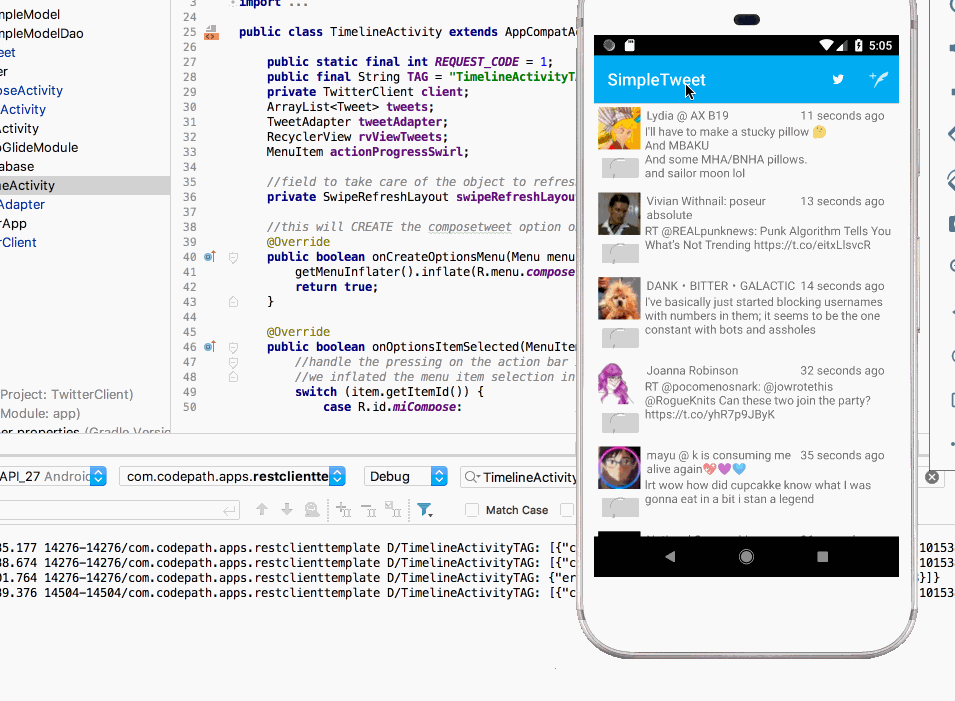 import ...
mpleModel
24
mpleModelDao
25 public class TimelineActivity extends AppCompatA
eet
26
er
27 public static final int REQUEST_CODE = 1;
28 public final String TAG = "TimelineActivityTA
oseActivity
29 private TwitterClient client;
Activity
30 ArrayList<Tweet> tweets;
Activity
31 TweetAdapter tweetAdapter;
oGlideModule
32 RecyclerView rvViewTweets;
abase
33 MenuItem actionProgressSwirl;
34
neActivity
35 //field to take care of the object to refres
Adapter
36 private SwipeRefreshLayout swipeRefreshLayou
rApp
37
38 //this will CREATE the composetweet option o
rClient
39 @Override
40 public boolean onCreateOptionsMenu(Menu menu
41 getMenuInflater().inflate(R.menu.compose
42 return true;
43 }
44
45 @Override
46 public boolean onOptionsItemSelected(MenuItem
47 //handle the pressing on the action bar
48 //we inflated the menu item selection in
Project: TwitterClient)
49 switch (item.getItemId()) {
Module: app)
50 case R.id.miCompose:
er.properties (Gradle Versio
API_27 Android
com.codepath.apps.restclientte
Debug
TimelineActivity
Match Case
85.177 14276-14276/com.codepath.apps.restclienttemplate D/TimelineActivityTAG: [{"c
10153
38.674 14276-14276/com.codepath.apps.restclienttemplate D/TimelineActivityTAG: [{"c
10153
01.764 14276-14276/com.codepath.apps.restclienttemplate D/TimelineActivityTAG: {"er
}]}
39.376 14504-14504/com.codepath.apps.restclienttemplate D/TimelineActivityTAG: [{"c
10153
5:05
SimpleTweet
Lydia @ AX B19 11 seconds ago
I'll have to make a stucky pillow 🤔
And MBAKU
And some MHA/BNHA pillows.
and sailor moon lol
Vivian Withnail: poseur 13 seconds ago
absolute
RT @REALpunknews: Punk Algorithm Tells You
What's Not Trending https://t.co/eitxLlsvcR
DANK • BITTER • GALACTIC 14 seconds ago
I've basically just started blocking usernames
with numbers in them; it seems to be the one
constant with bots and assholes
Joanna Robinson 32 seconds ago
RT @pocomenosnark: @jowrotethis
@RogueKnits Can these two join the party?
https://t.co/yhR7p9JByK
mayu @ k is consuming me 35 seconds ago
alive again💖💜💙
lrt wow how did cupcakke know what I was
gonna eat in a bit i stan a legend